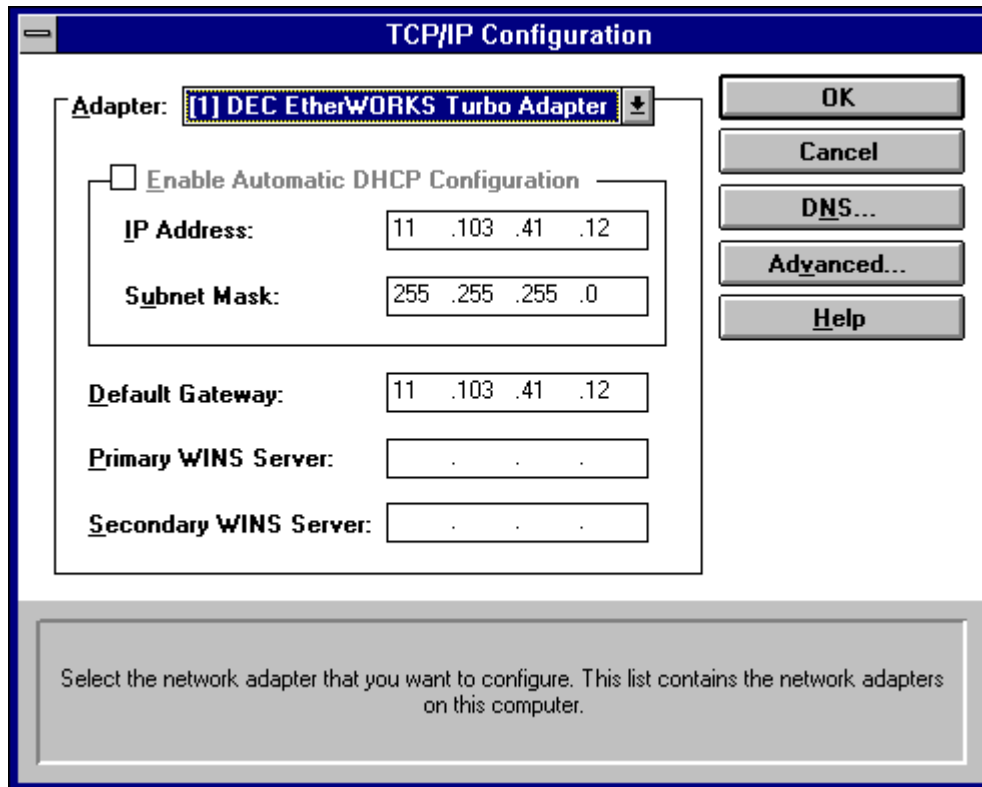 TCP/IP Configuration
Adapter: [1] DEC EtherWORKS Turbo Adapter
Enable Automatic DHCP Configuration
IP Address: 11 .103 .41 .12
Subnet Mask: 255 .255 .255 .0
Default Gateway: 11 .103 .41 .12
Primary WINS Server: . . .
Secondary WINS Server: . . .
OK
Cancel
DNS...
Advanced...
Help
Select the network adapter that you want to configure. This list contains the network adapters
on this computer.